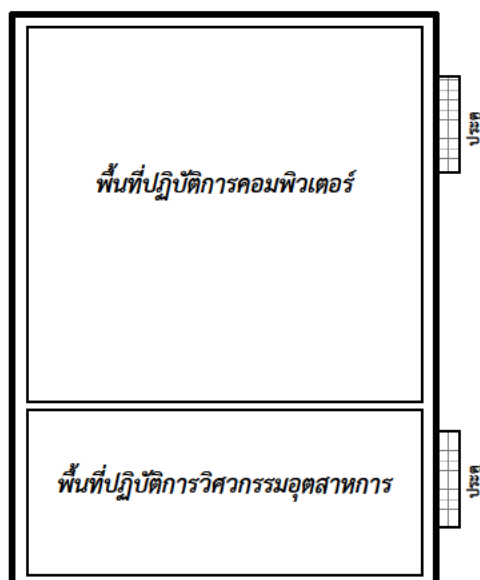 พื้นที่ปฏิบัติการคอมพิวเตอร์
ประตู
พื้นที่ปฏิบัติการวิศวกรรมอุตสาหการ
ประตู